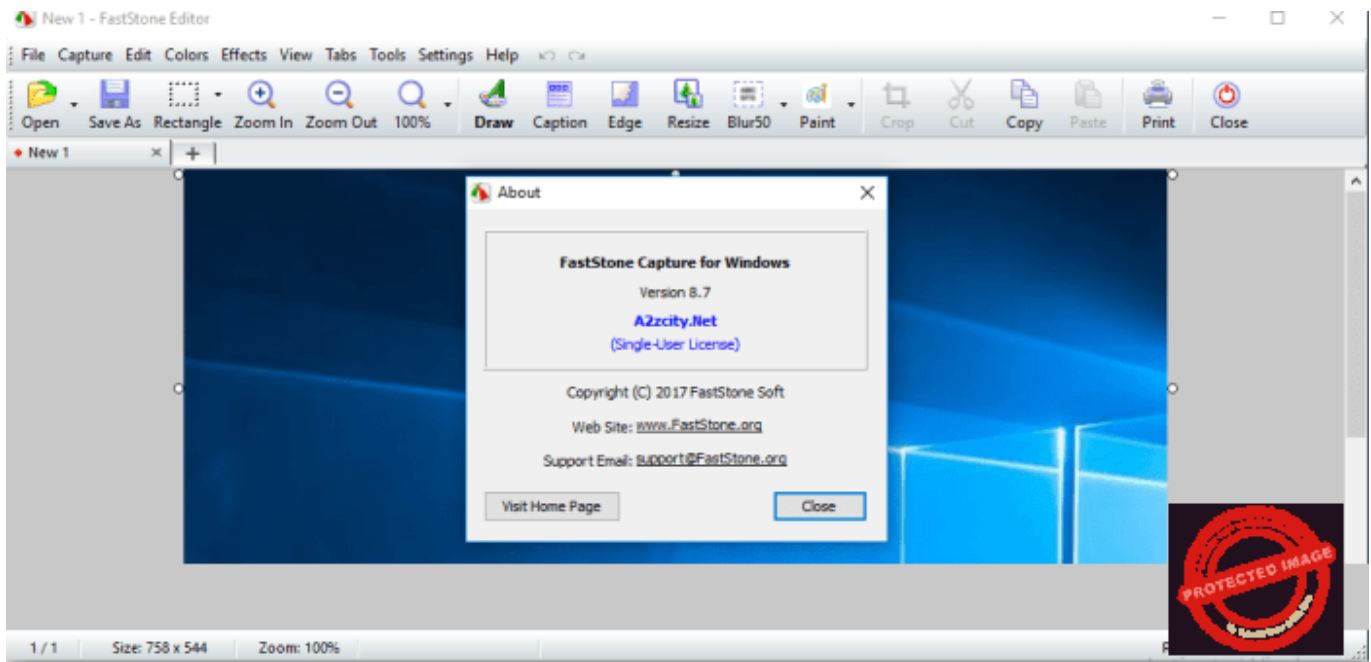 New 1 - FastStone Editor
File Capture Edit Colors Effects View Tabs Tools Settings Help
Open Save As Rectangle Zoom In Zoom Out 100% Draw Caption Edge Resize Blur50 Paint Crop Cut Copy Paste Print Close
New 1
About
FastStone Capture for Windows
Version 8.7
A2zcity.Net
(Single-User License)
Copyright (C) 2017 FastStone Soft
Web Site: www.FastStone.org
Support Email: support@FastStone.org
Visit Home Page Close
PROTECTED IMAGE
1 / 1 Size: 758 x 544 Zoom: 100%